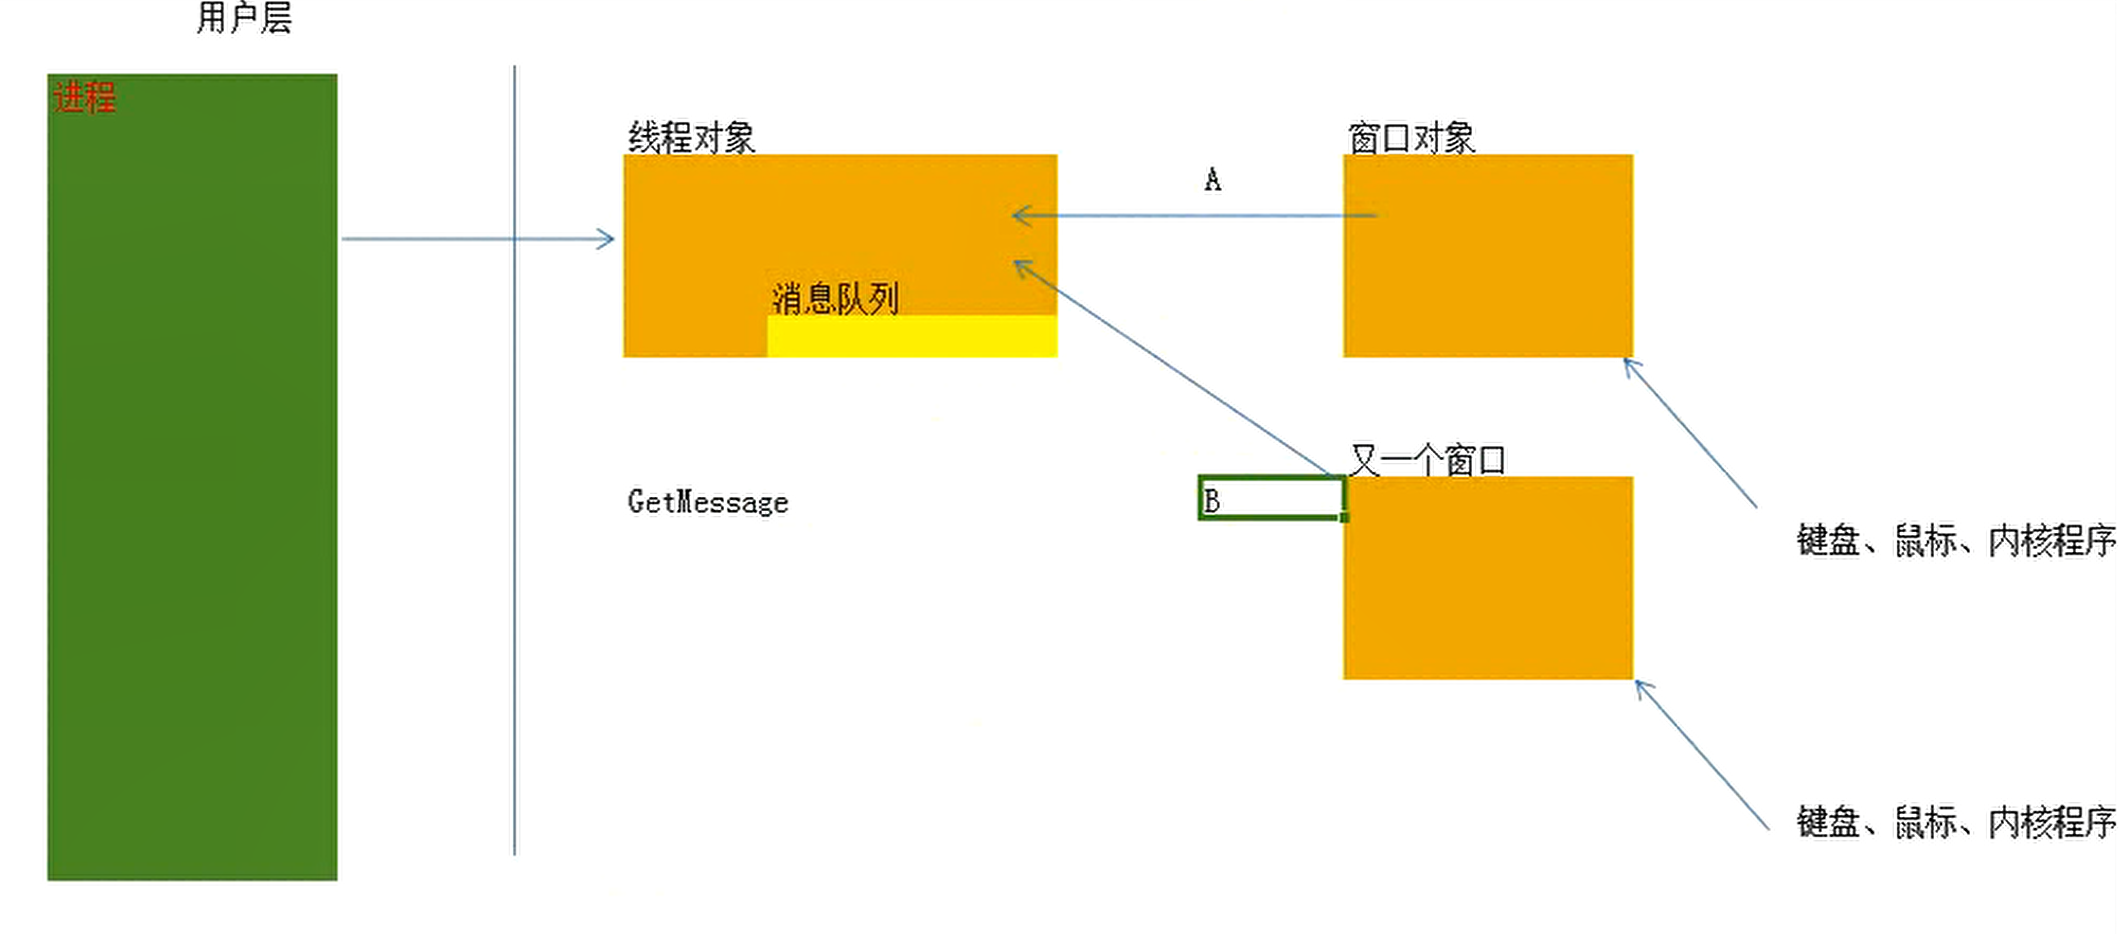 用户层
进程
线程对象
窗口对象
A
消息队列
又一个窗口
GetMessage
B
键盘、鼠标、内核程序
键盘、鼠标、内核程序